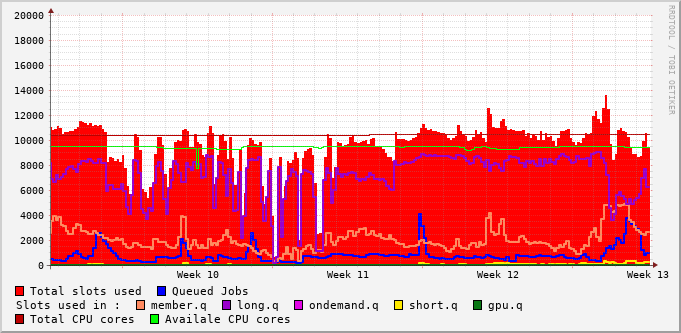 RRDTOOL / TOBI OETIKER
20000
18000
16000
14000
12000
10000
8000
6000
4000
2000
0
Week 10 Week 11 Week 12 Week 13
Total slots used Queued Jobs
Slots used in : member.q long.q ondemand.q short.q gpu.q
Total CPU cores Availale CPU cores